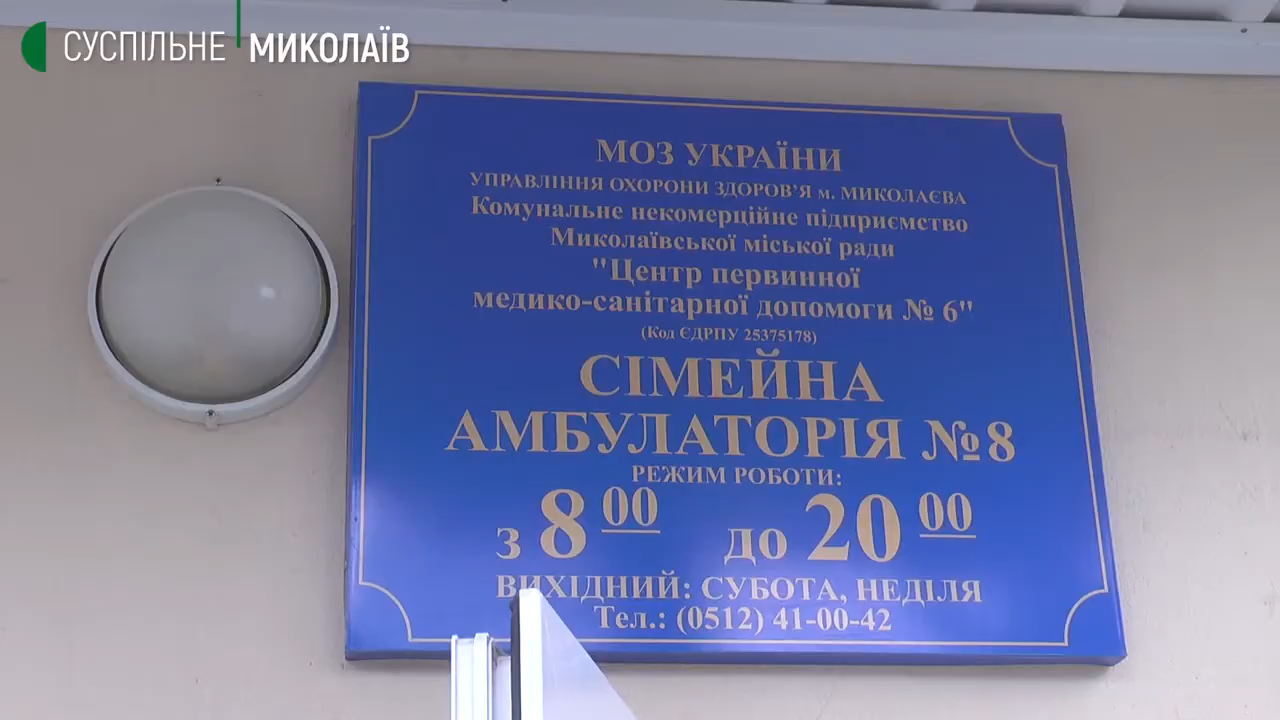 СУСПІЛЬНЕ МИКОЛАЇВ
МОЗ УКРАЇНИ
УПРАВЛІННЯ ОХОРОНИ ЗДОРОВ'Я м. МИКОЛАЄВА
Комунальне некомерційне підприємство
Миколаївської міської ради
"Центр первинної
медико-санітарної допомоги № 6"
(Код ЄДРПУ 25375178)
СІМЕЙНА
АМБУЛАТОРІЯ №8
РЕЖИМ РОБОТИ:
з 8 00 до 20 00
ВИХІДНИЙ: СУБОТА, НЕДІЛЯ
Тел.: (0512) 41-00-42